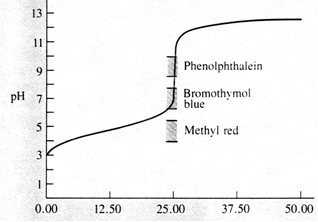 13
11
9
Phenolphthalein
pH
7
Bromothymol
blue
5
Methyl red
3
1
0.00 12.50 25.00 37.50 50.00